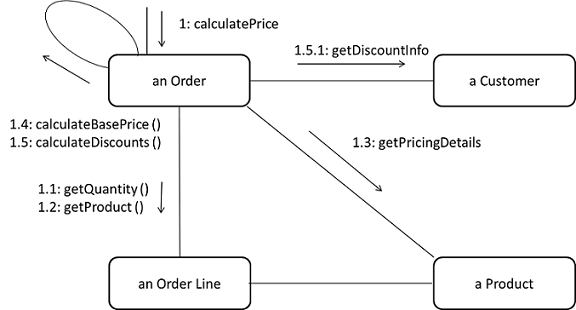 1: calculatePrice
1.5.1: getDiscountInfo
an Order
a Customer
1.4: calculateBasePrice ()
1.5: calculateDiscounts ()
1.3: getPricingDetails
1.1: getQuantity ()
1.2: getProduct ()
an Order Line
a Product